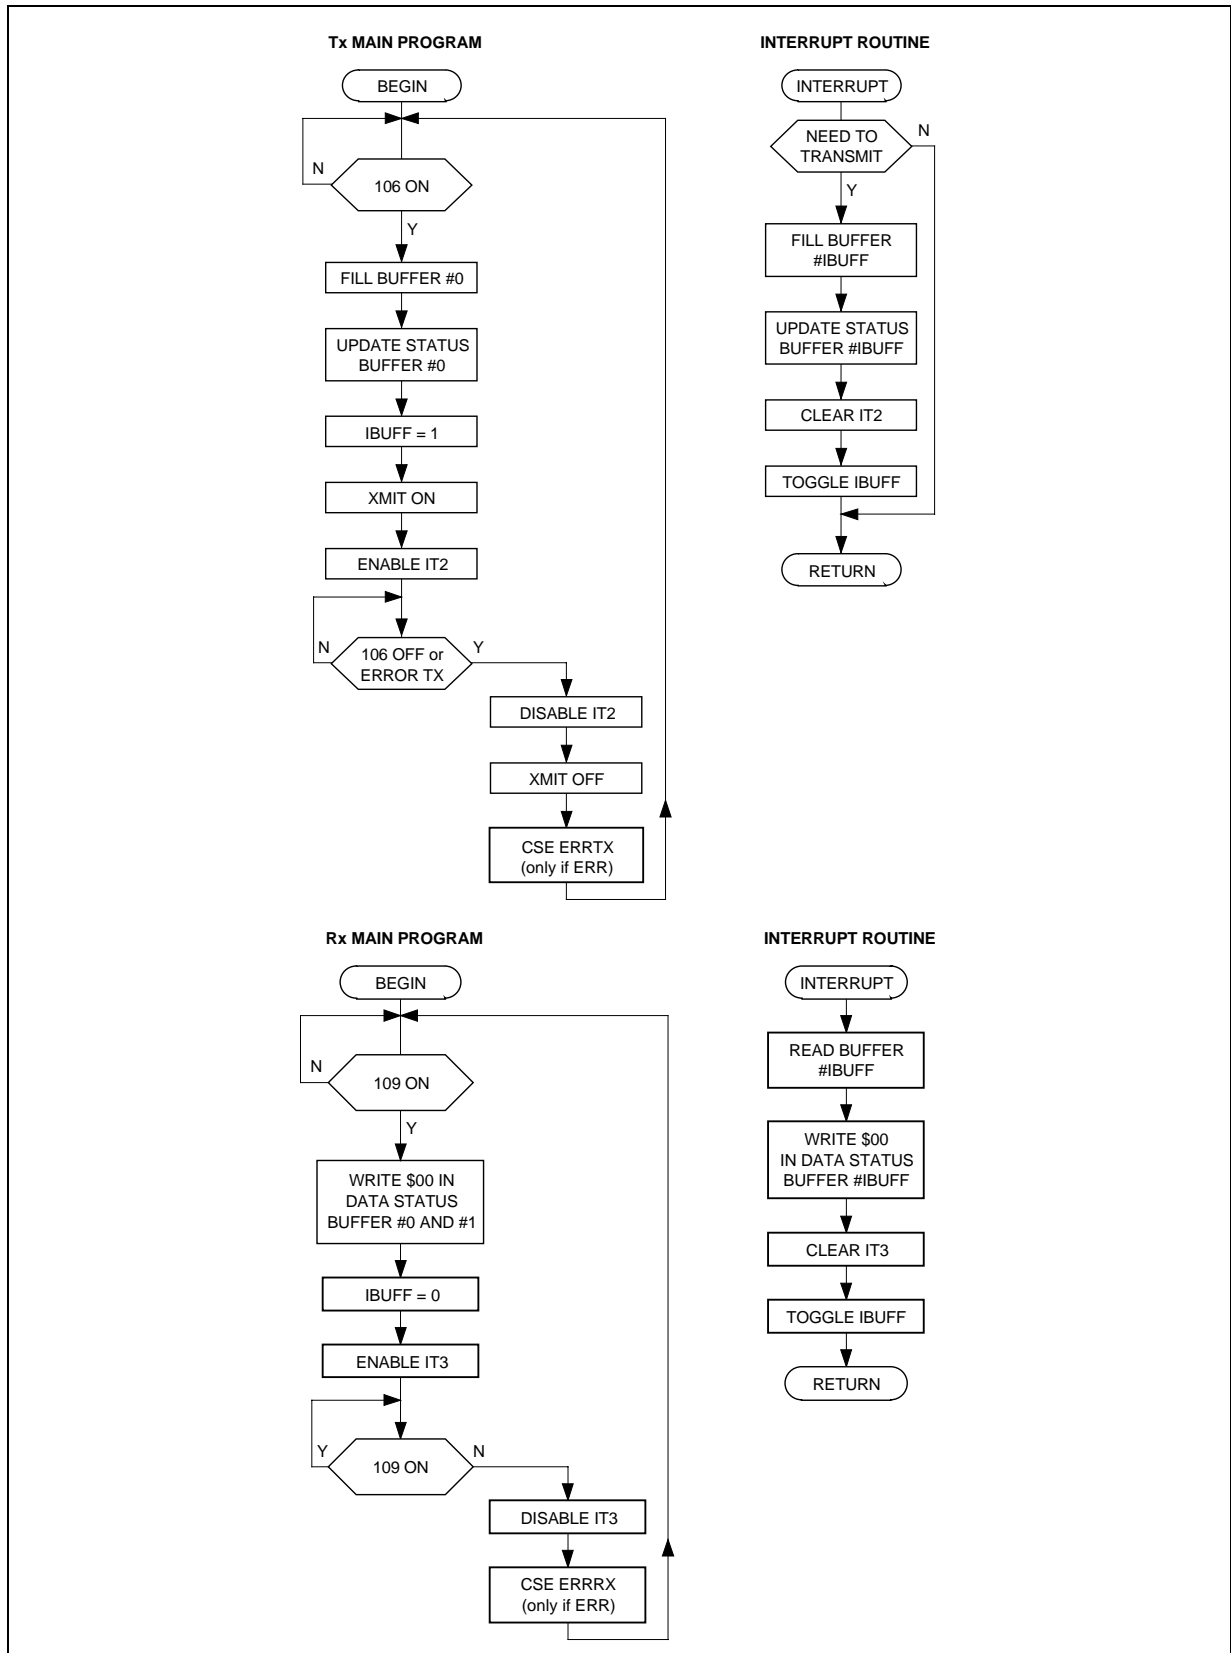 Tx MAIN PROGRAM
BEGIN
N
106 ON
Y
FILL BUFFER #0
UPDATE STATUS
BUFFER #0
IBUFF = 1
XMIT ON
ENABLE IT2
N
106 OFF or
ERROR TX
Y
DISABLE IT2
XMIT OFF
CSE ERRTX
(only if ERR)
INTERRUPT ROUTINE
INTERRUPT
NEED TO
TRANSMIT
N
Y
FILL BUFFER
#IBUFF
UPDATE STATUS
BUFFER #IBUFF
CLEAR IT2
TOGGLE IBUFF
RETURN
Rx MAIN PROGRAM
BEGIN
N
109 ON
Y
WRITE $00 IN
DATA STATUS
BUFFER #0 AND #1
IBUFF = 0
ENABLE IT3
Y
109 ON
N
DISABLE IT3
CSE ERRRX
(only if ERR)
INTERRUPT ROUTINE
INTERRUPT
READ BUFFER
#IBUFF
WRITE $00
IN DATA STATUS
BUFFER #IBUFF
CLEAR IT3
TOGGLE IBUFF
RETURN